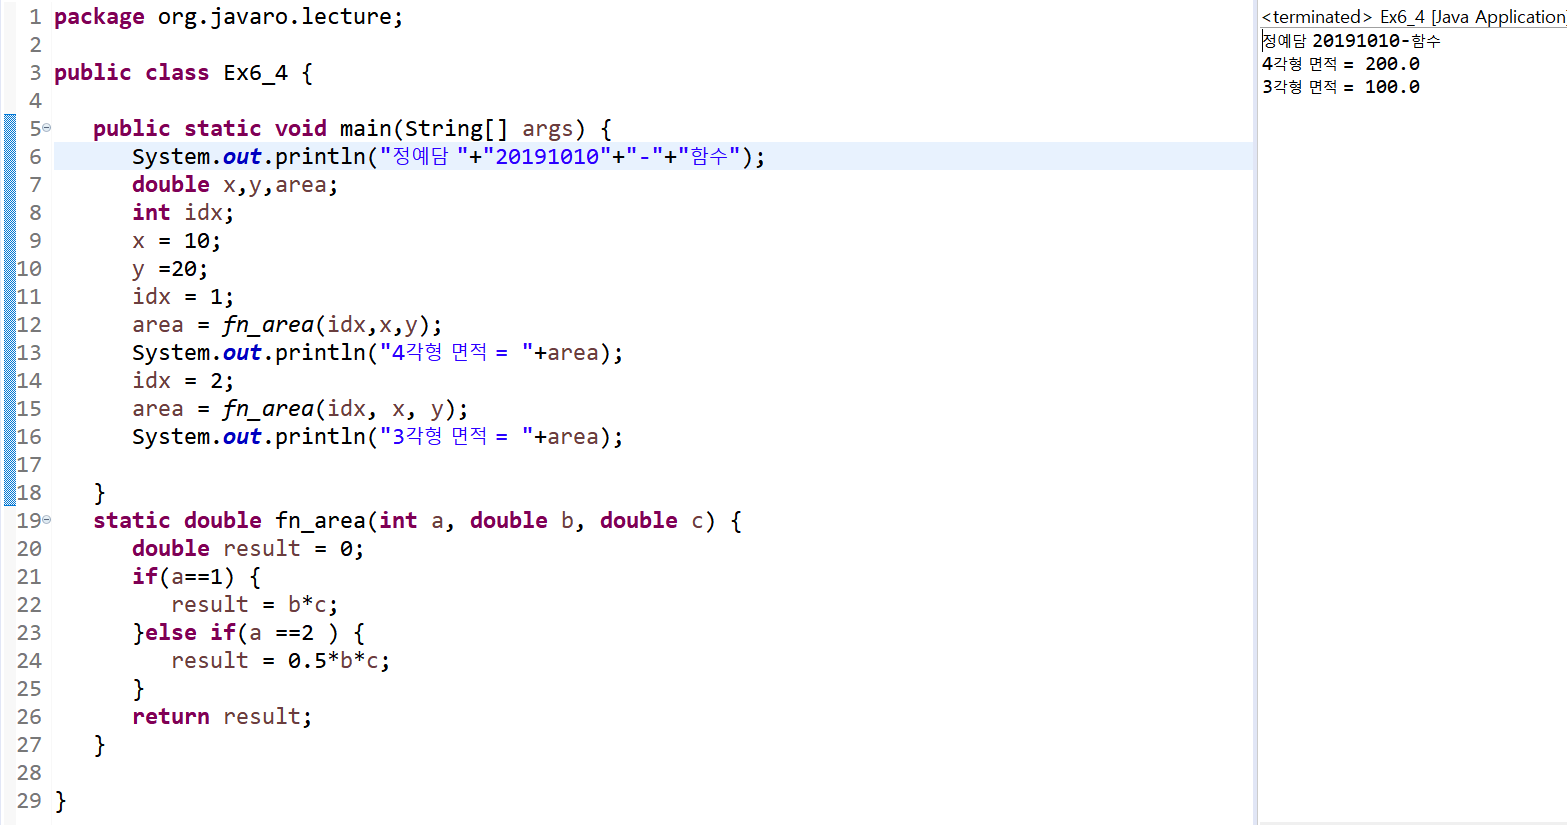 1 package org.javaro.lecture;
2
3 public class Ex6_4 {
4
5 public static void main(String[] args) {
6 System.out.println("정예담 "+"20191010"+"-"+"함수");
7 double x,y,area;
8 int idx;
9 x = 10;
10 y =20;
11 idx = 1;
12 area = fn_area(idx,x,y);
13 System.out.println("4각형 면적 = "+area);
14 idx = 2;
15 area = fn_area(idx, x, y);
16 System.out.println("3각형 면적 = "+area);
17
18 }
19 static double fn_area(int a, double b, double c) {
20 double result = 0;
21 if(a==1) {
22 result = b*c;
23 }else if(a ==2 ) {
24 result = 0.5*b*c;
25 }
26 return result;
27 }
28
29 }
<terminated> Ex6_4 [Java Application]
정예담 20191010-함수
4각형 면적 = 200.0
3각형 면적 = 100.0